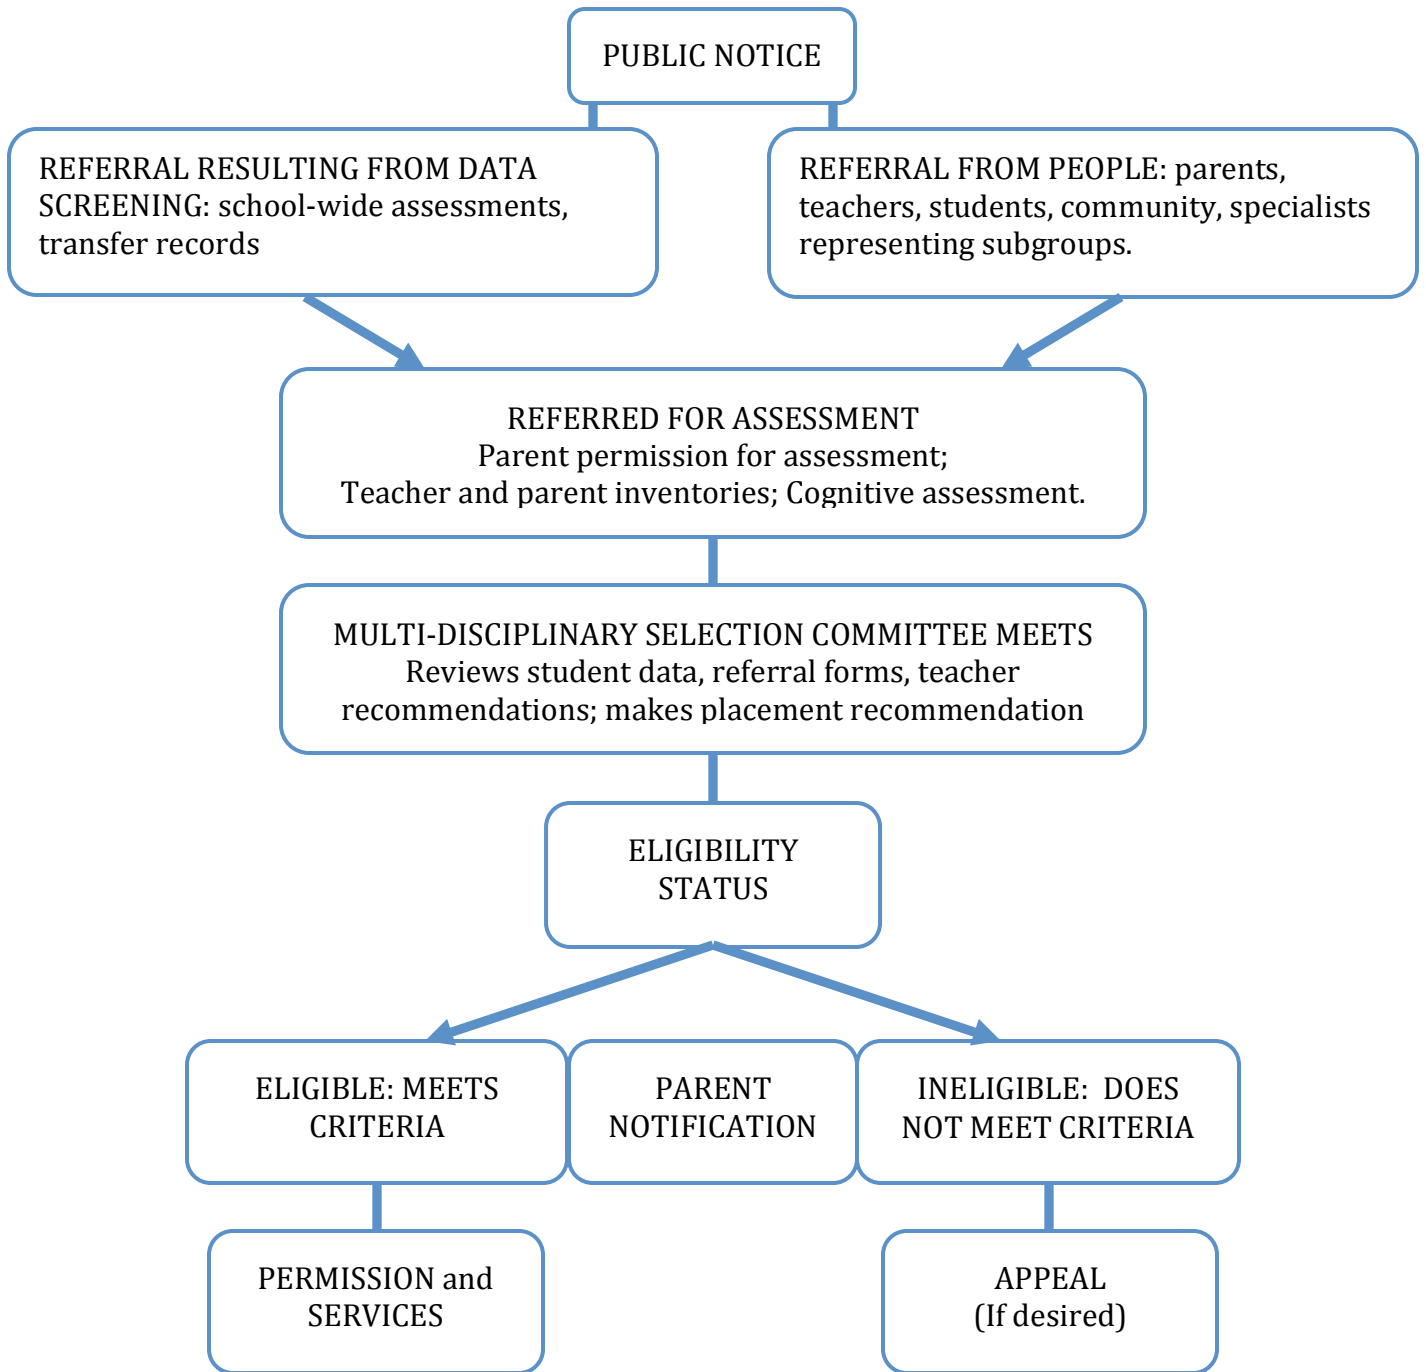 PUBLIC NOTICE
REFERRAL RESULTING FROM DATA
SCREENING: school-wide assessments,
transfer records
REFERRAL FROM PEOPLE: parents,
teachers, students, community, specialists
representing subgroups.
REFERRED FOR ASSESSMENT
Parent permission for assessment;
Teacher and parent inventories; Cognitive assessment.
MULTI-DISCIPLINARY SELECTION COMMITTEE MEETS
Reviews student data, referral forms, teacher
recommendations; makes placement recommendation
ELIGIBILITY
STATUS
ELIGIBLE: MEETS
CRITERIA
PARENT
NOTIFICATION
INELIGIBLE:  DOES
NOT MEET CRITERIA
PERMISSION and
SERVICES
APPEAL
(If desired)